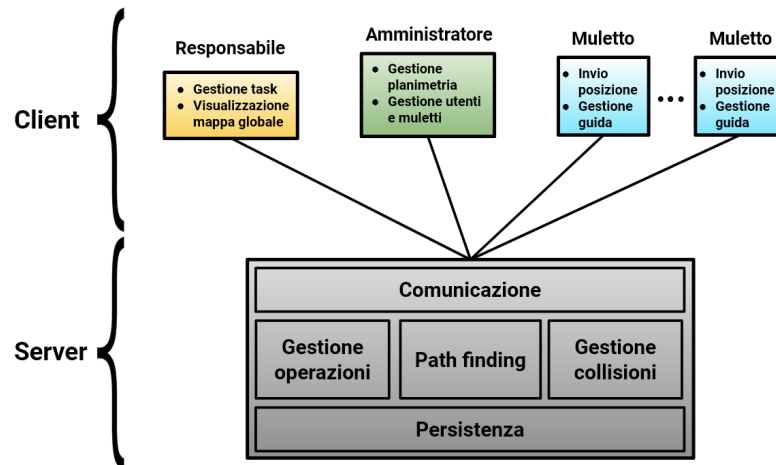 Responsabile
Gestione task
Visualizzazione
mappa globale
Amministratore
Gestione
planimetria
Gestione utenti
e muletti
Muletto
Invio
posizione
Gestione
guida
...
Muletto
Invio
posizione
Gestione
guida
Client
Server
Comunicazione
Gestione
operazioni
Path finding
Gestione
collisioni
Persistenza